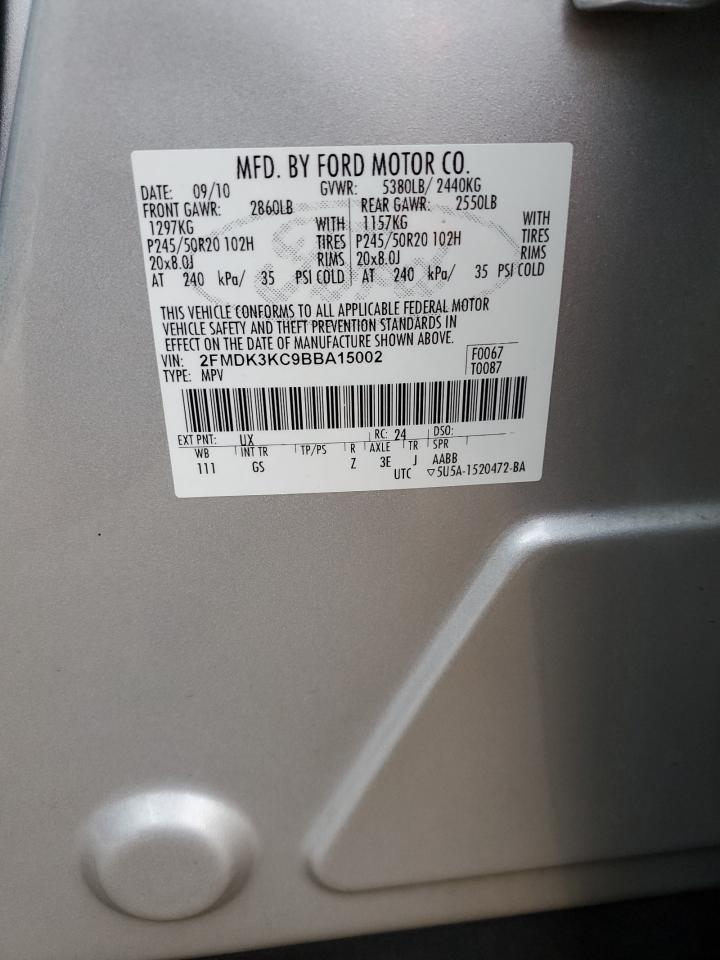 MFD. BY FORD MOTOR CO.
DATE: 09/10 GVWR: 5380LB/ 2440KG
FRONT GAWR: 2860LB REAR GAWR: 2550LB
1297KG WITH 1157KG WITH
P245/50R20 102H TIRES P245/50R20 102H TIRES
20x8.0J RIMS 20x8.0J RIMS
AT 240 kPa/ 35 PSI COLD AT 240 kPa/ 35 PSI COLD
THIS VEHICLE CONFORMS TO ALL APPLICABLE FEDERAL MOTOR
VEHICLE SAFETY AND THEFT PREVENTION STANDARDS IN
EFFECT ON THE DATE OF MANUFACTURE SHOWN ABOVE.
VIN: 2FMDK3KC9BBA15002 F0067
TYPE: MPV T0087
EXT PNT: UX RC: 24 DSO:
WB INT TR TP/PS R AXLE TR SPR
111 GS Z 3E J AABB
UTC ▽5U5A-1520472-BA